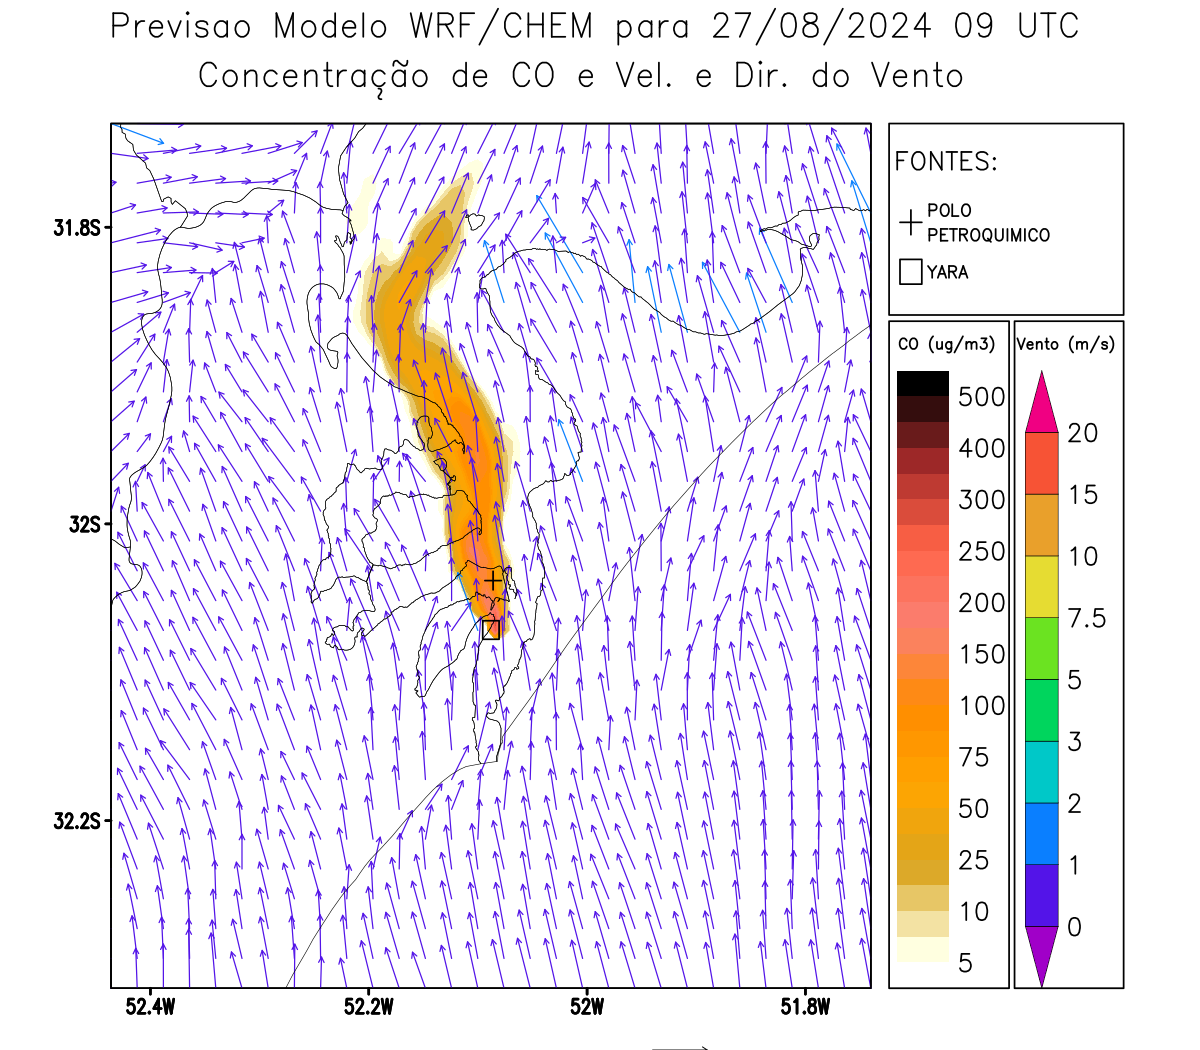 Previsao Modelo WRF/CHEM para 27/08/2024 09 UTC
Concentração de CO e Vel. e Dir. do Vento
FONTES:
POLO
PETROQUIMICO
YARA
CO (ug/m3)
500
400
300
250
200
150
100
75
50
25
10
5
Vento (m/s)
20
15
10
7.5
5
3
2
1
0
31.8S
32S
32.2S
52.4W
52.2W
52W
51.8W